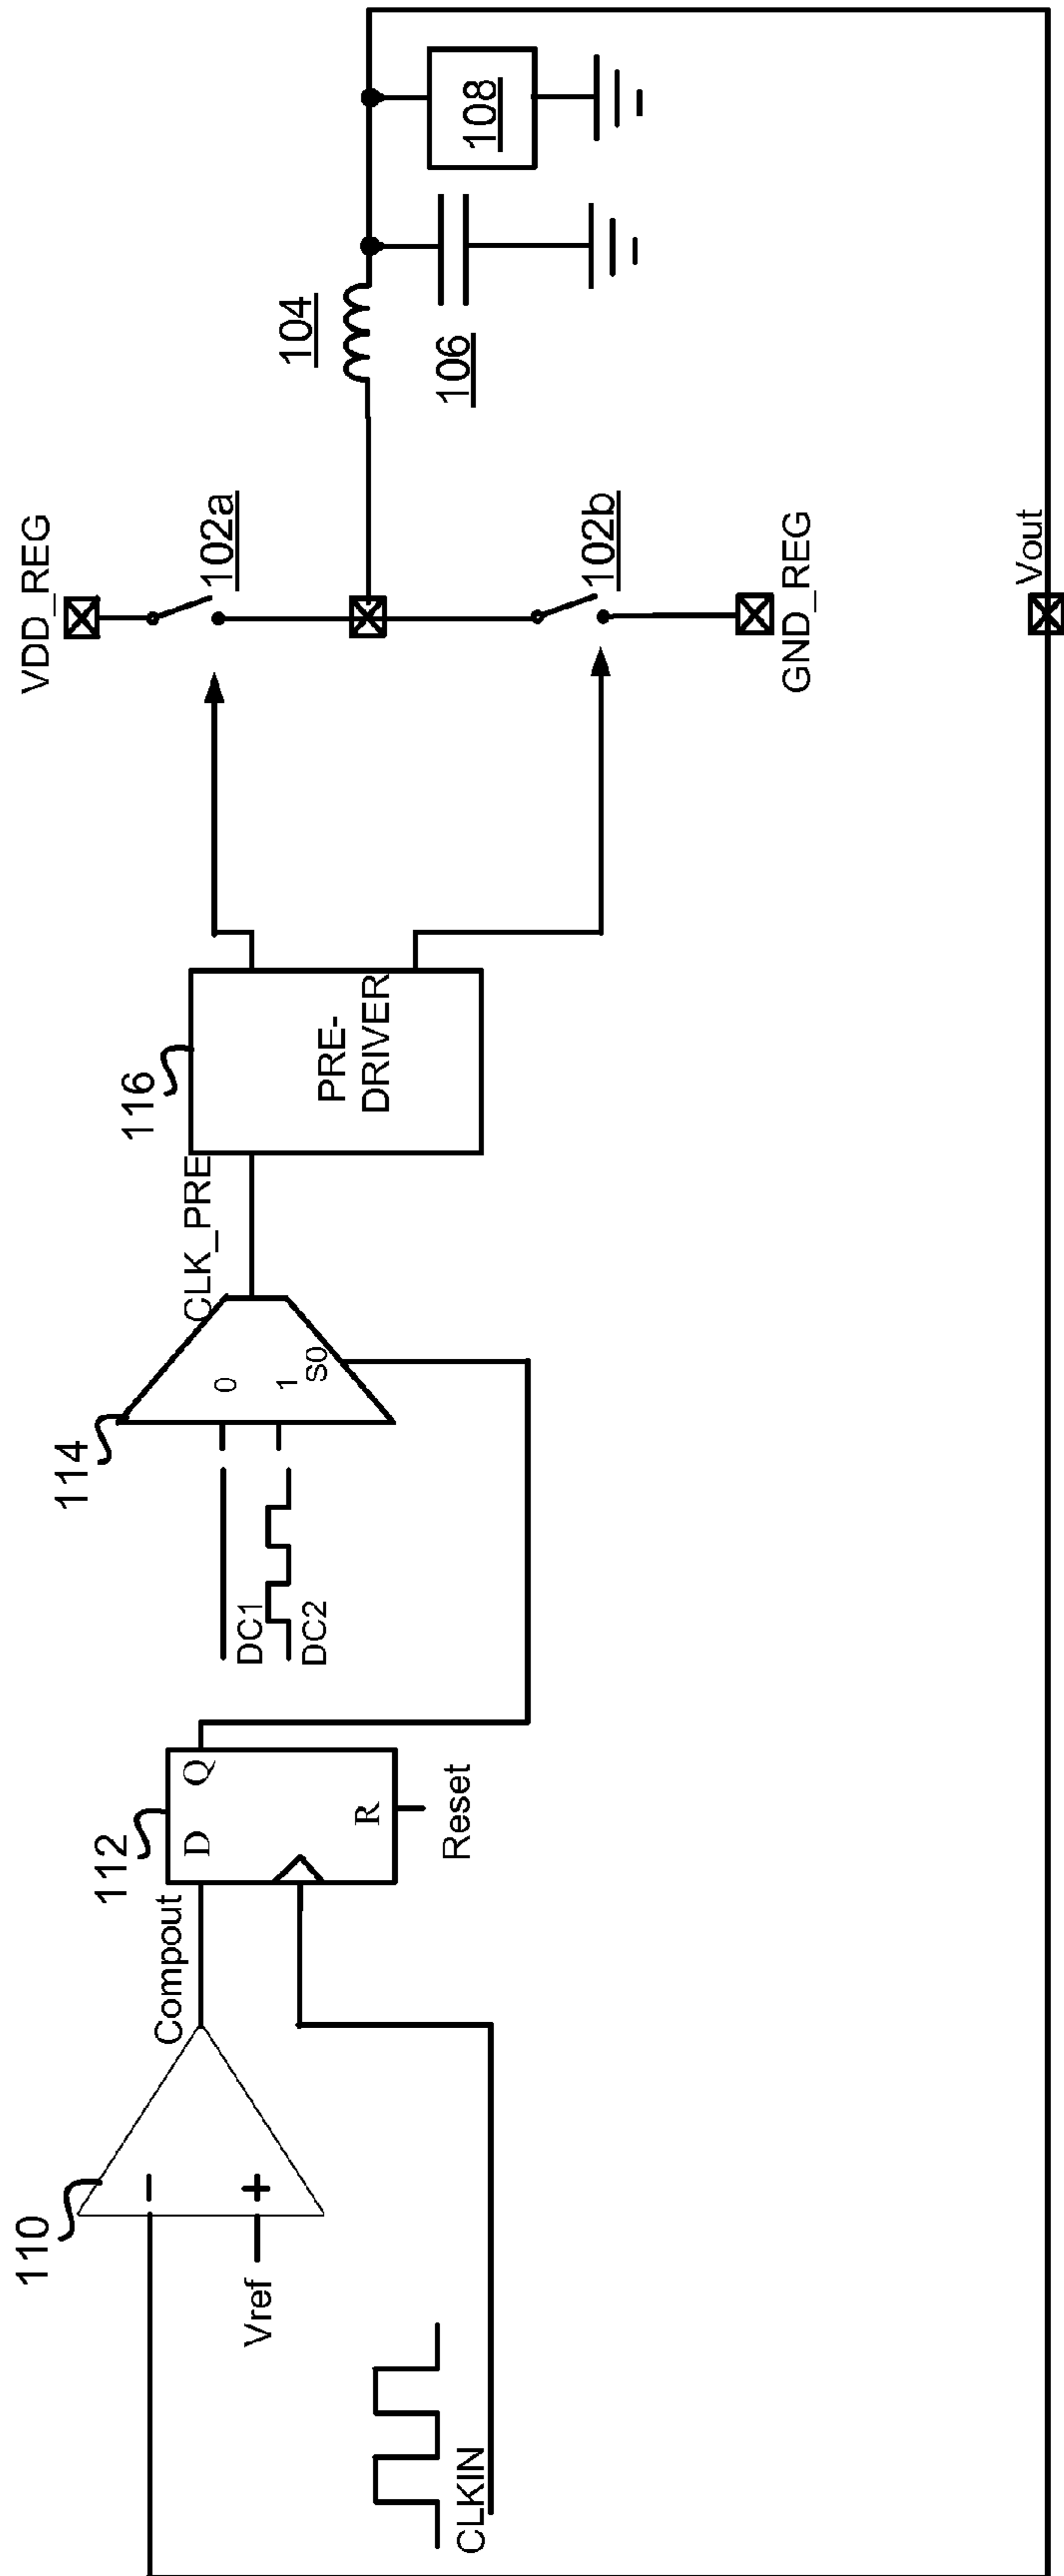 110
Vref
−
+
Compout
CLKIN
112
D
Q
R
Reset
DC1
DC2
114
0
1
S0
CLK_PRE
116
PRE-
DRIVER
VDD_REG
102a
102b
GND_REG
104
106
108
Vout